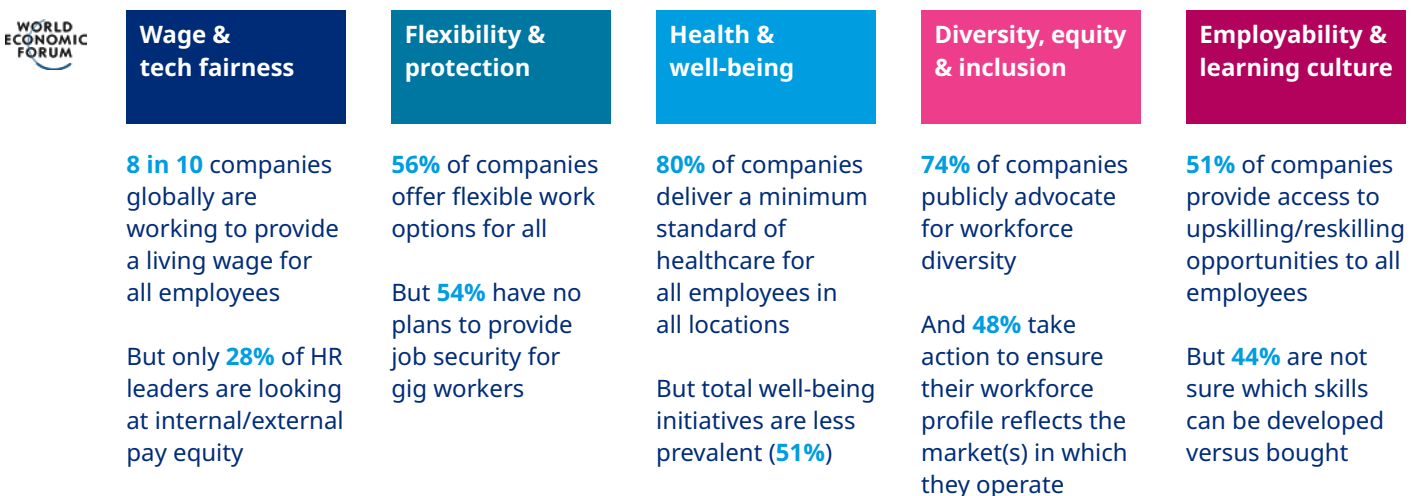 WORLD
ECONOMIC
FORUM
Wage &
tech fairness
8 in 10 companies
globally are
working to provide
a living wage for
all employees
But only 28% of HR
leaders are looking
at internal/external
pay equity
Flexibility &
protection
56% of companies
offer flexible work
options for all
But 54% have no
plans to provide
job security for
gig workers
Health &
well-being
80% of companies
deliver a minimum
standard of
healthcare for
all employees in
all locations
But total well-being
initiatives are less
prevalent (51%)
Diversity, equity
& inclusion
74% of companies
publicly advocate
for workforce
diversity
And 48% take
action to ensure
their workforce
profile reflects the
market(s) in which
they operate
Employability &
learning culture
51% of companies
provide access to
upskilling/reskilling
opportunities to all
employees
But 44% are not
sure which skills
can be developed
versus bought